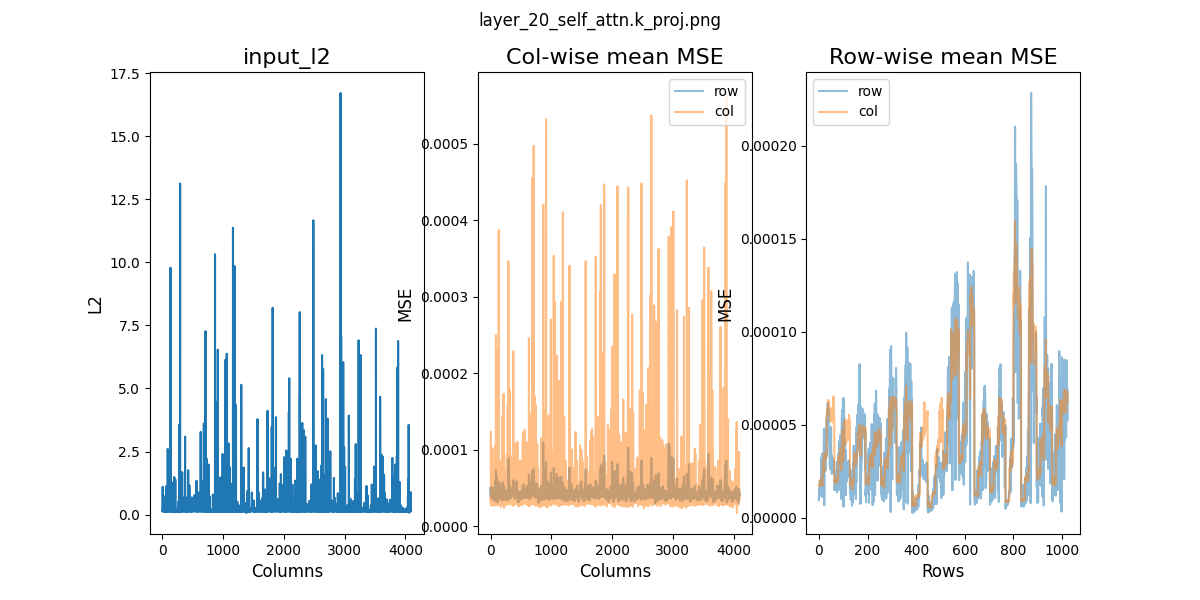 layer_20_self_attn.k_proj.png
input_l2
L2
17.5
15.0
12.5
10.0
7.5
5.0
2.5
0.0
0
1000
2000
3000
4000
Columns
Col-wise mean MSE
row
col
MSE
0.0005
0.0004
0.0003
0.0002
0.0001
0.0000
0
1000
2000
3000
4000
Columns
Row-wise mean MSE
row
col
MSE
0.00020
0.00015
0.00010
0.00005
0.00000
0
200
400
600
800
1000
Rows